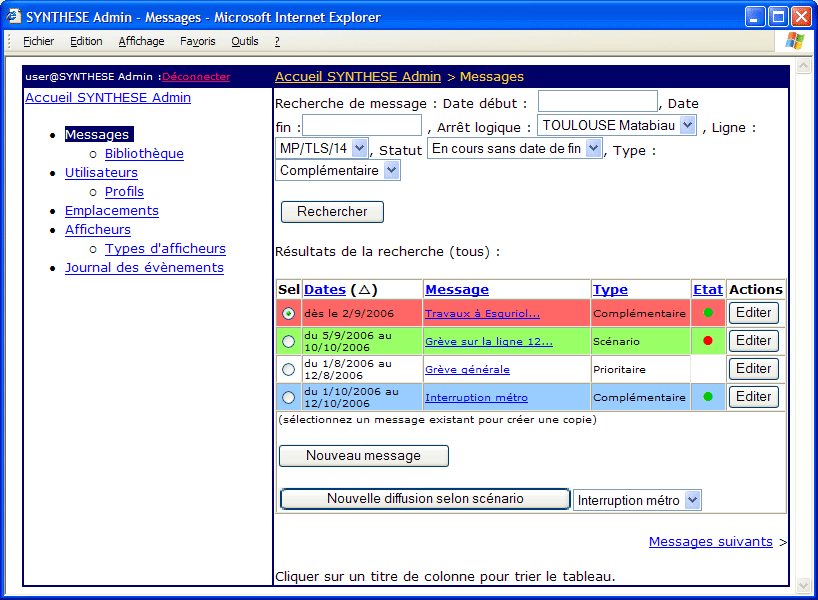 SYNTHESE Admin - Messages - Microsoft Internet Explorer
Fichier Edition Affichage Favoris Outils ?
user@SYNTHESE Admin :Déconnecter
Accueil SYNTHESE Admin
Messages
Bibliothèque
Utilisateurs
Profils
Emplacements
Afficheurs
Types d'afficheurs
Journal des évènements
Accueil SYNTHESE Admin > Messages
Recherche de message : Date début : , Date
fin : , Arrêt logique : TOULOUSE Matabiau , Ligne :
MP/TLS/14 , Statut En cours sans date de fin , Type :
Complémentaire
Rechercher
Résultats de la recherche (tous) :
Sel Dates (△) Message Type Etat Actions
dès le 2/9/2006 Travaux à Esquriol... Complémentaire Editer
du 5/9/2006 au
10/10/2006 Grève sur la ligne 12... Scénario Editer
du 1/8/2006 au
12/8/2006 Grève générale Prioritaire Editer
du 1/10/2006 au
12/10/2006 Interruption métro Complémentaire Editer
(sélectionnez un message existant pour créer une copie)
Nouveau message
Nouvelle diffusion selon scénario Interruption métro
Messages suivants >
Cliquer sur un titre de colonne pour trier le tableau.